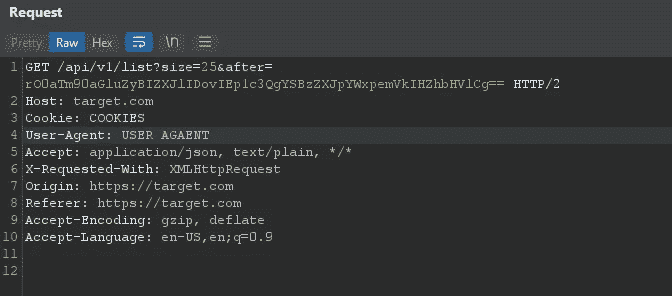 Request
Pretty Raw Hex \n
1 GET /api/v1/list?size=25&after=
rO0aTm90aGluZyBIZXJlIDovIEp1c3QgYSBzZXJpYWxpemVkIHZhbHVlCg== HTTP/2
2 Host: target.com
3 Cookie: COOKIES
4 User-Agent: USER AGAENT
5 Accept: application/json, text/plain, */*
6 X-Requested-With: XMLHttpRequest
7 Origin: https://target.com
8 Referer: https://target.com
9 Accept-Encoding: gzip, deflate
10 Accept-Language: en-US,en;q=0.9
11
12